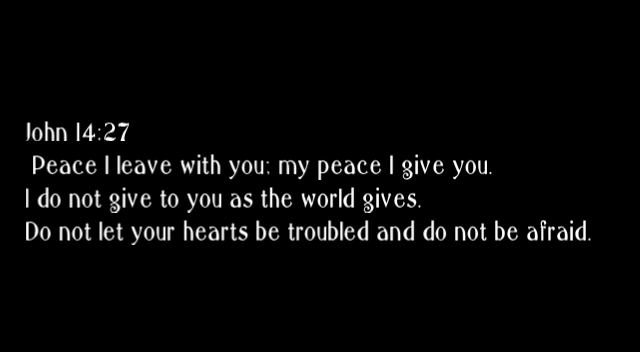 John 14:27
Peace I leave with you; my peace I give you.
I do not give to you as the world gives.
Do not let your hearts be troubled and do not be afraid.